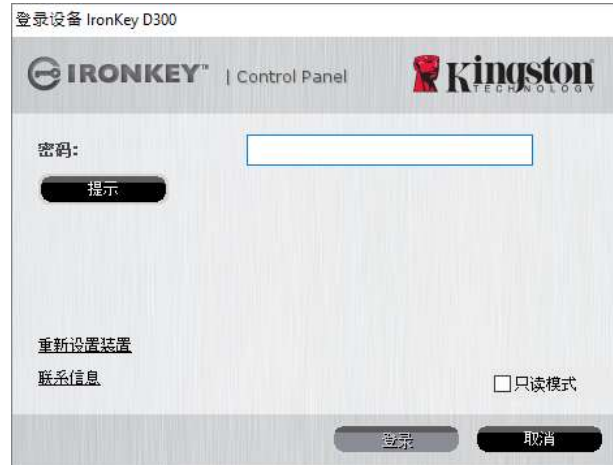 登录设备 IronKey D300
IRONKEY™ | Control Panel
Kingston
TECHNOLOGY
密码:
提示
重新设置装置
联系信息
只读模式
登录
取消